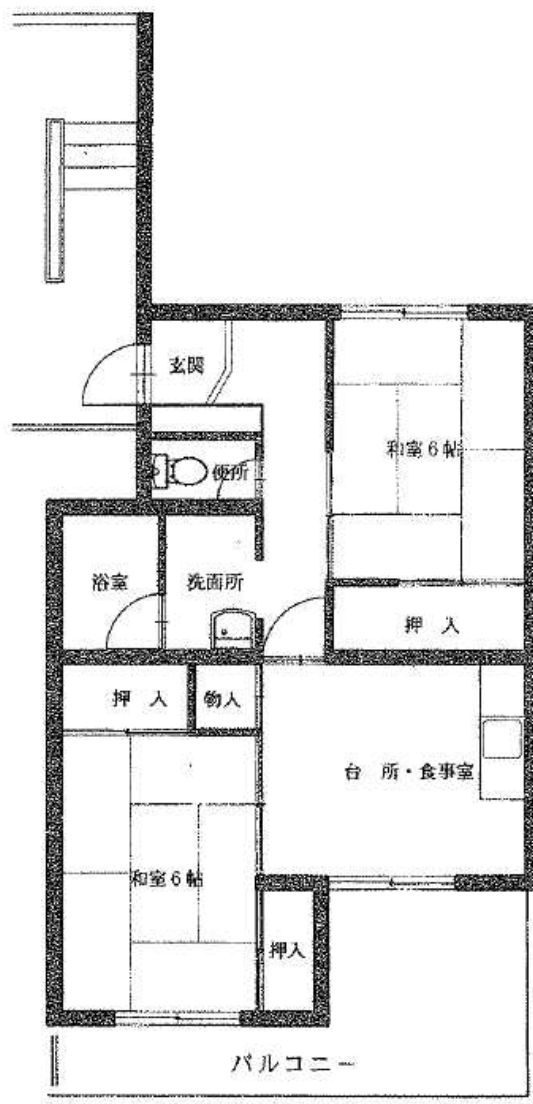 玄関
和室6帖
便所
浴室
洗面所
押 入
押 入
物入
台 所・食事室
和室6帖
押入
バルコニー